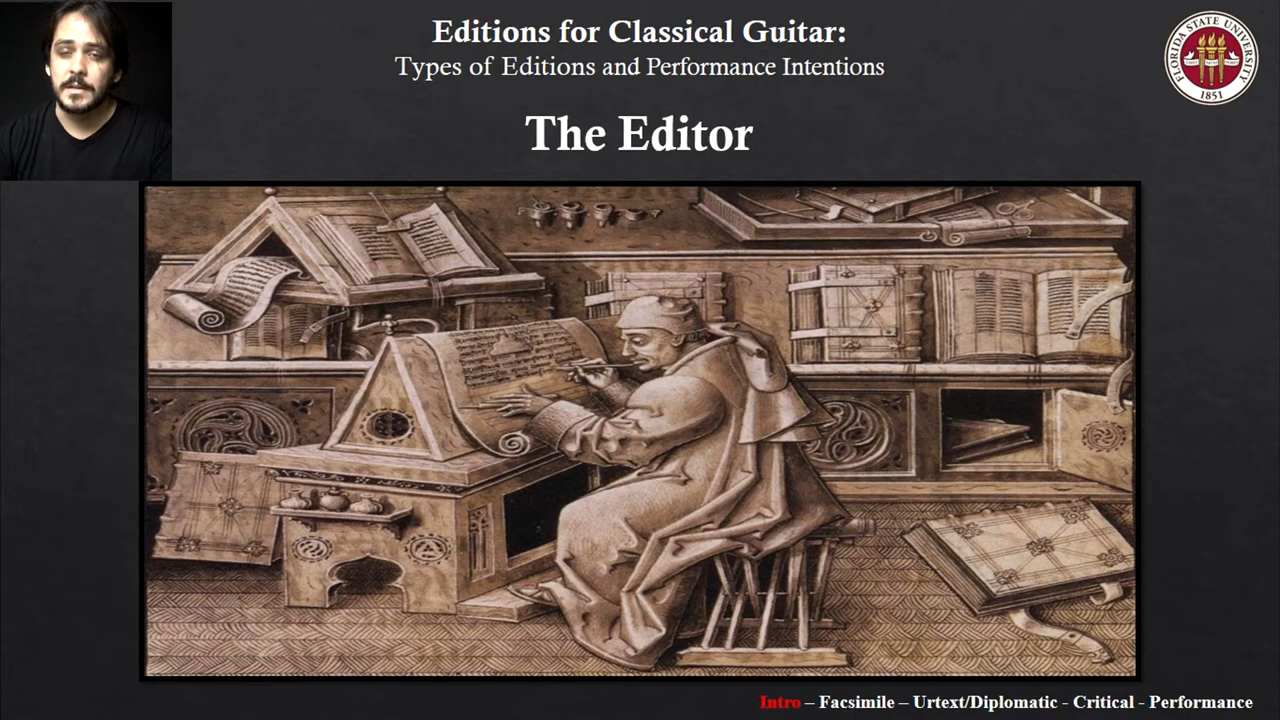 Editions for Classical Guitar:
Types of Editions and Performance Intentions
FLORIDA STATE UNIVERSITY
1851
The Editor
Intro – Facsimile – Urtext/Diplomatic - Critical - Performance